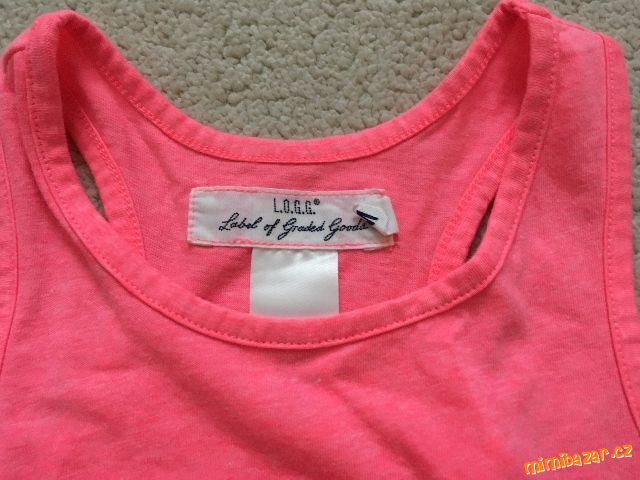 L.O.G.G.®
Label of Graded Goods
mimibazar.cz